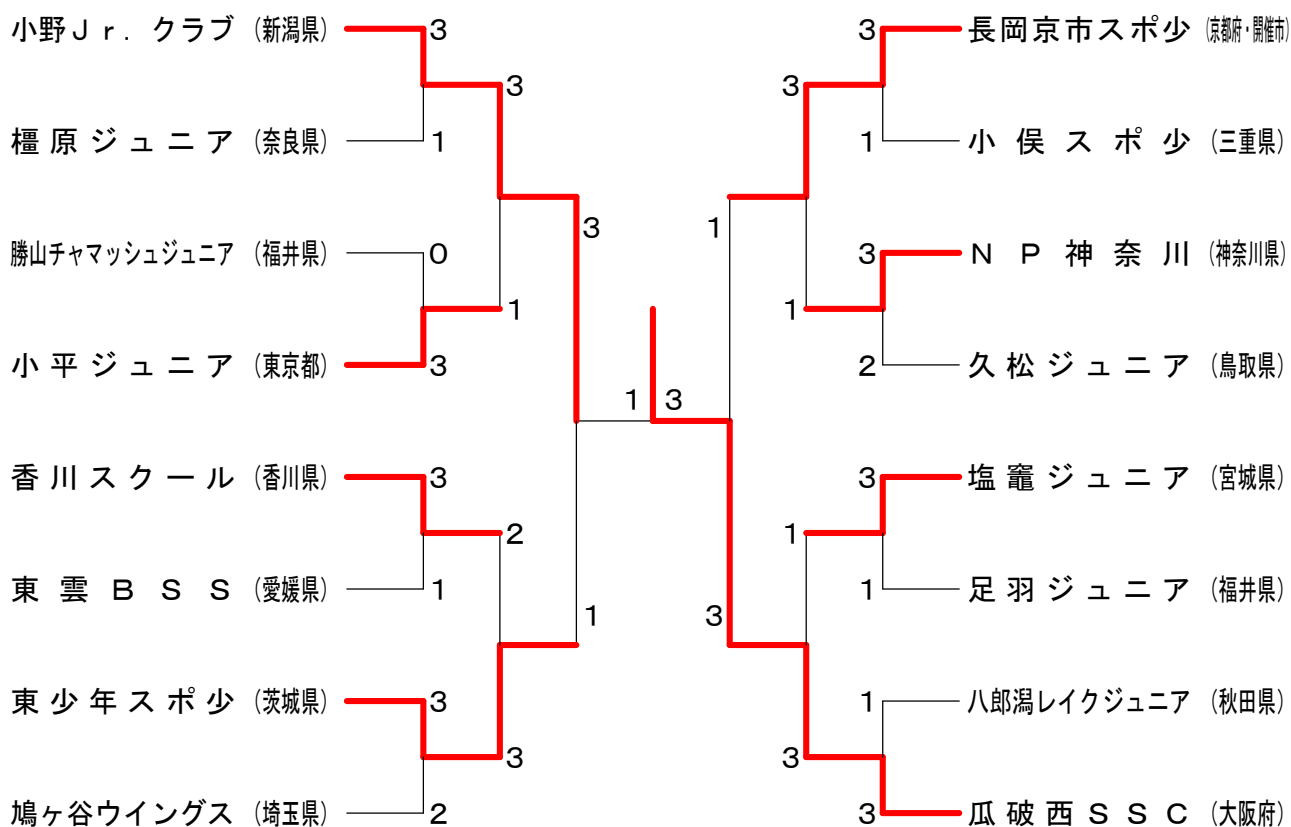 小野Ｊｒ．クラブ（新潟県） 3
3
橿原ジュニア（奈良県） 1
3
勝山チャマッシュジュニア（福井県） 0
1
小平ジュニア（東京都） 3
1
香川スクール（香川県） 3
2
東雲ＢＳＳ（愛媛県） 1
1
東少年スポ少（茨城県） 3
3
鳩ヶ谷ウイングス（埼玉県） 2
3 長岡京市スポ少（京都府・開催市）
3
1 小俣スポ少（三重県）
1
3 ＮＰ神奈川（神奈川県）
1
2 久松ジュニア（鳥取県）
3
3 塩竈ジュニア（宮城県）
1
1 足羽ジュニア（福井県）
3
1 八郎潟レイクジュニア（秋田県）
3
3 瓜破西ＳＳＣ（大阪府）